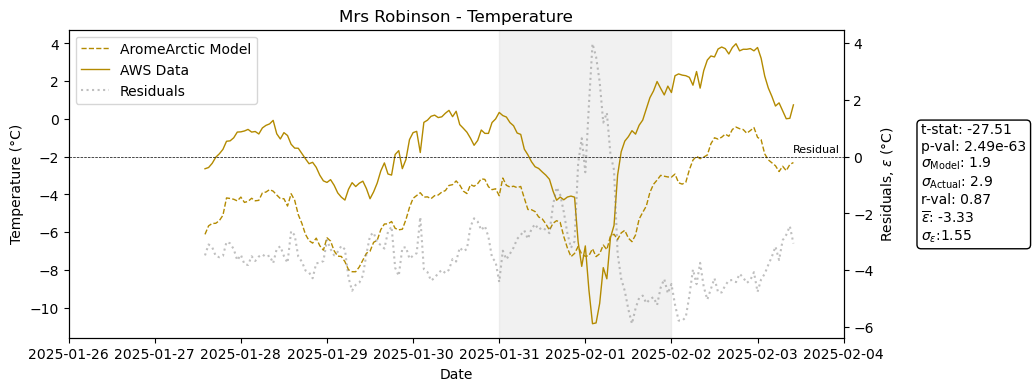 Mrs Robinson - Temperature
AromeArctic Model
AWS Data
Residuals
Temperature (°C)
4
2
0
−2
−4
−6
−8
−10
4
2
0
−2
−4
−6
Residual
Residuals, ε (°C)
t-stat: -27.51
p-val: 2.49e-63
σModel: 1.9
σActual: 2.9
r-val: 0.87
ε̅: -3.33
σε:1.55
2025-01-26 2025-01-27 2025-01-28 2025-01-29 2025-01-30 2025-01-31 2025-02-01 2025-02-02 2025-02-03 2025-02-04
Date